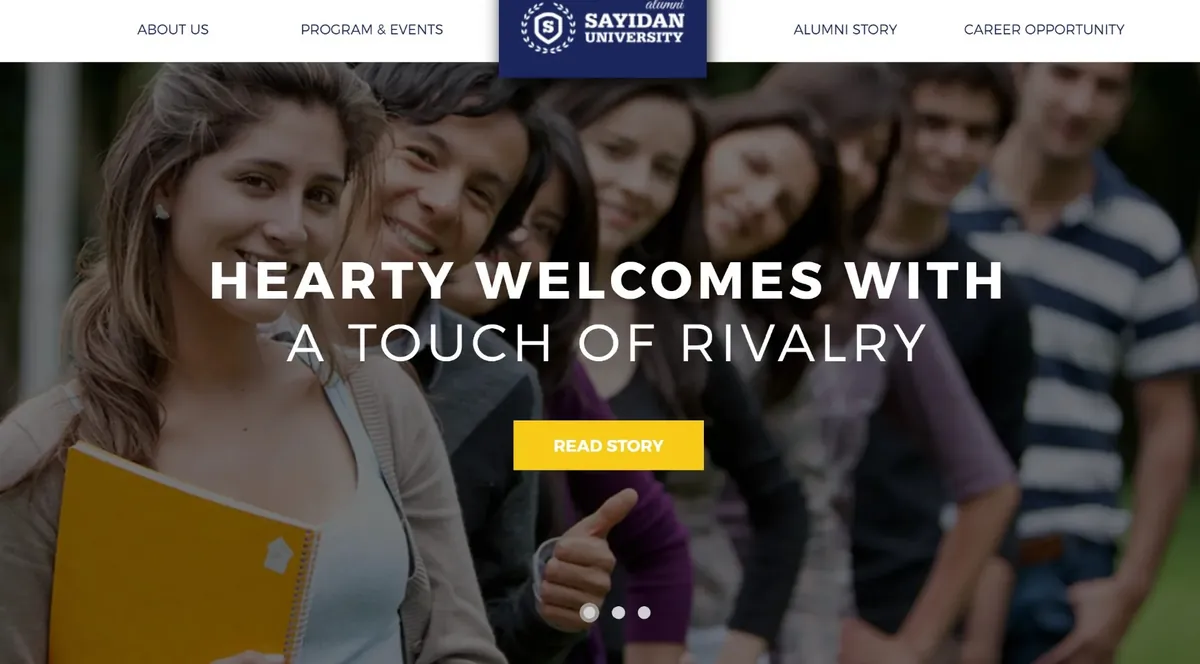 ABOUT US
PROGRAM & EVENTS
alumni
S
SAYIDAN
UNIVERSITY
ALUMNI STORY
CAREER OPPORTUNITY
HEARTY WELCOMES WITH
A TOUCH OF RIVALRY
READ STORY